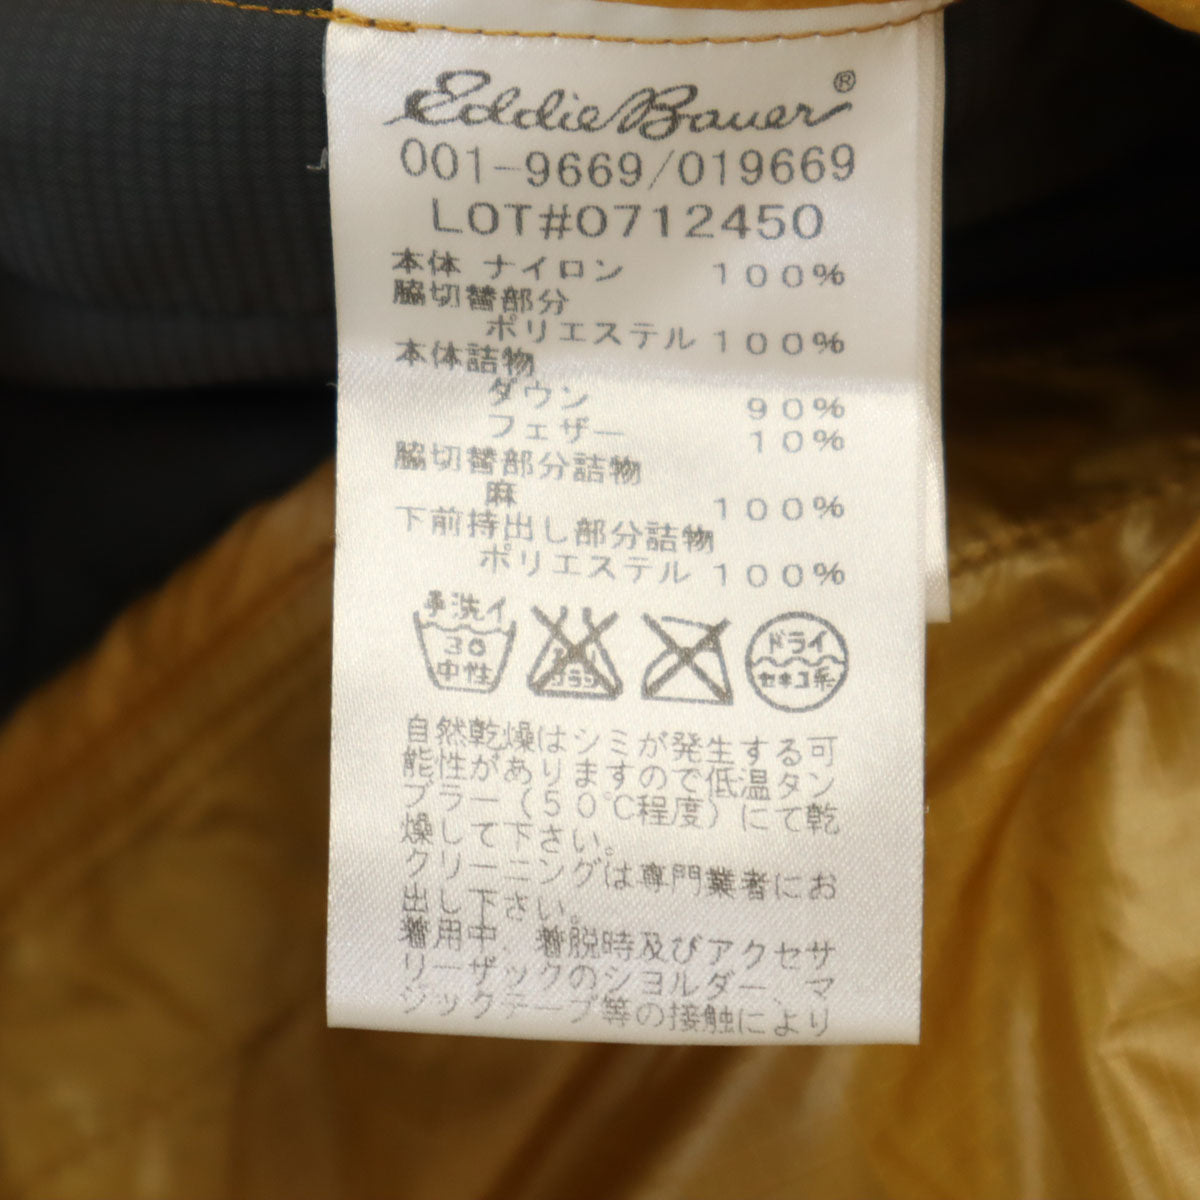 Eddie Bauer®
001-9669/019669
LOT#0712450
本体 ナイロン 100%
脇切替部分
ポリエステル 100%
本体詰物
ダウン 90%
フェザー 10%
脇切替部分詰物
麻 100%
下前持出し部分詰物
ポリエステル 100%
手洗イ 30 中性
エンソサラシ
ドライ セキユ系
自然乾燥はシミが発生する可
能性がありますので低温タン
ブラー（50℃程度）にて乾
燥して下さい。
クリーニングは専門業者にお
出し下さい。
着用中、着脱時及びアクセサ
リーザックのショルダー、マ
ジックテープ等の接触により